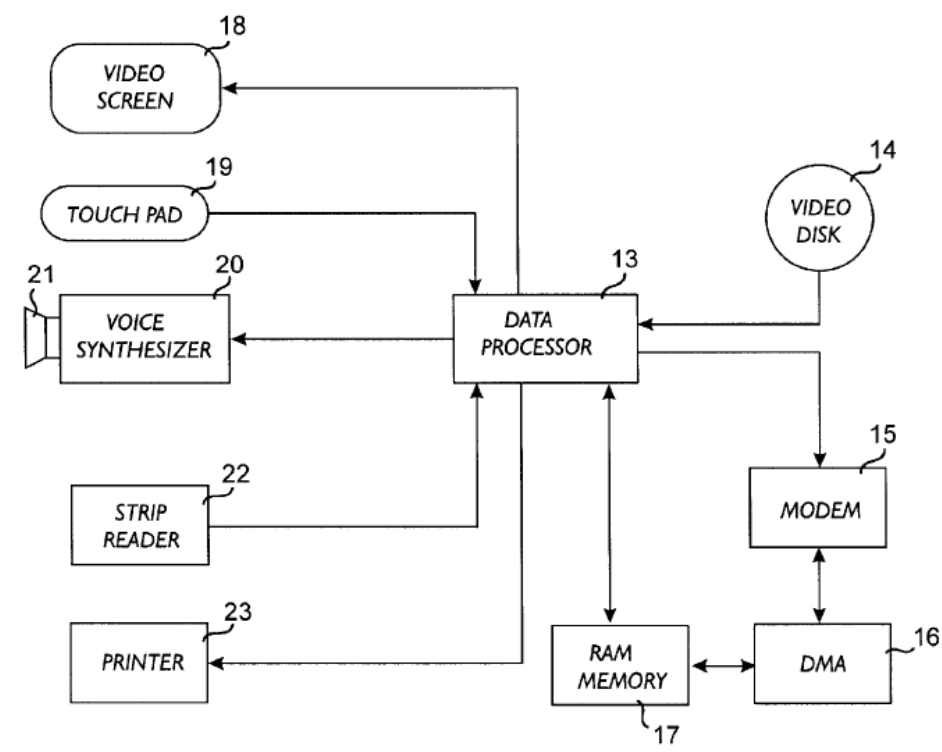 18
VIDEO
SCREEN
14
VIDEO
DISK
19
TOUCH PAD
21
20
VOICE
SYNTHESIZER
13
DATA
PROCESSOR
15
MODEM
22
STRIP
READER
23
PRINTER
RAM
MEMORY
17
DMA
16